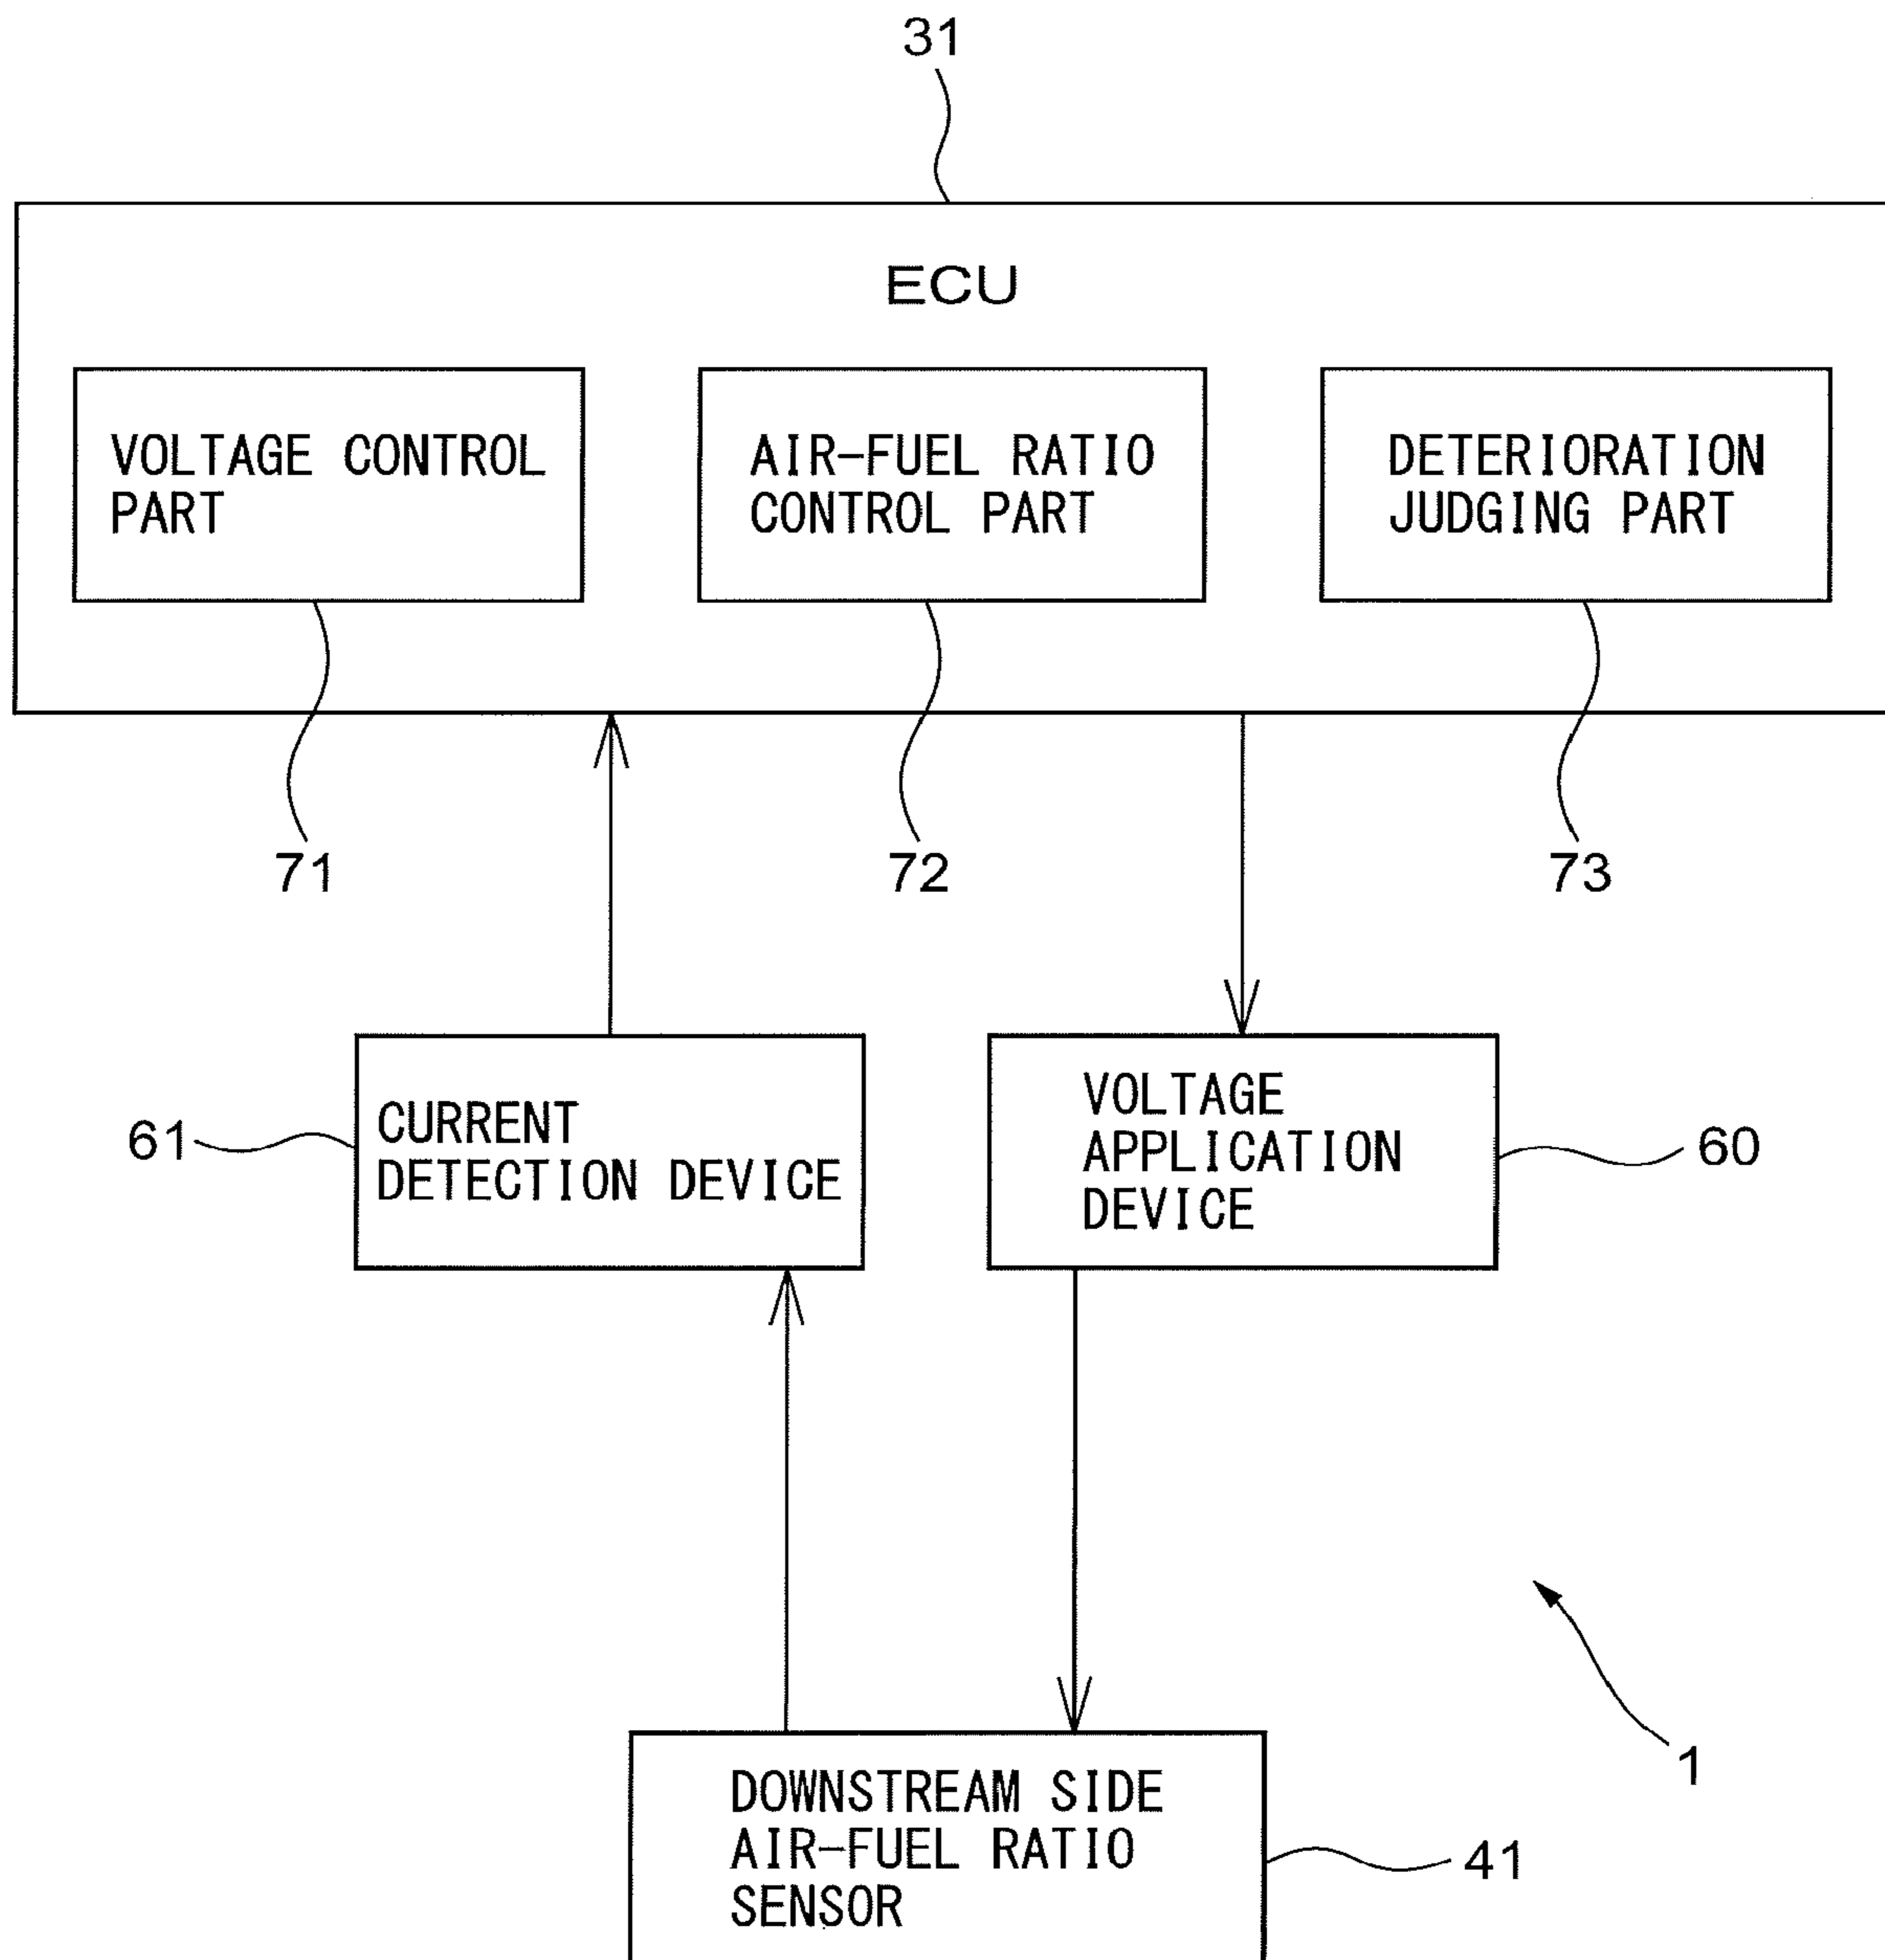 31
ECU
VOLTAGE CONTROL
PART
AIR-FUEL RATIO
CONTROL PART
DETERIORATION
JUDGING PART
71
72
73
61
CURRENT
DETECTION DEVICE
VOLTAGE
APPLICATION
DEVICE
60
1
DOWNSTREAM SIDE
AIR-FUEL RATIO
SENSOR
41